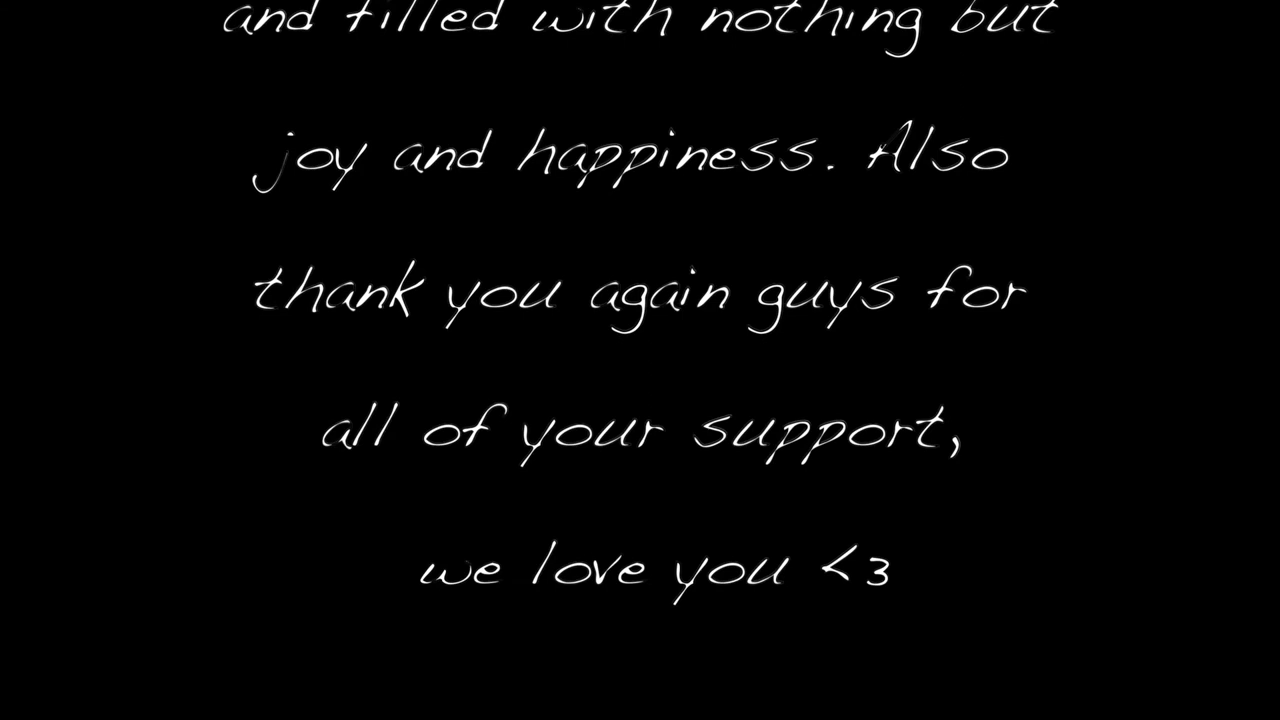 and filled with nothing but
joy and happiness. Also
thank you again guys for
all of your support,
we love you <3